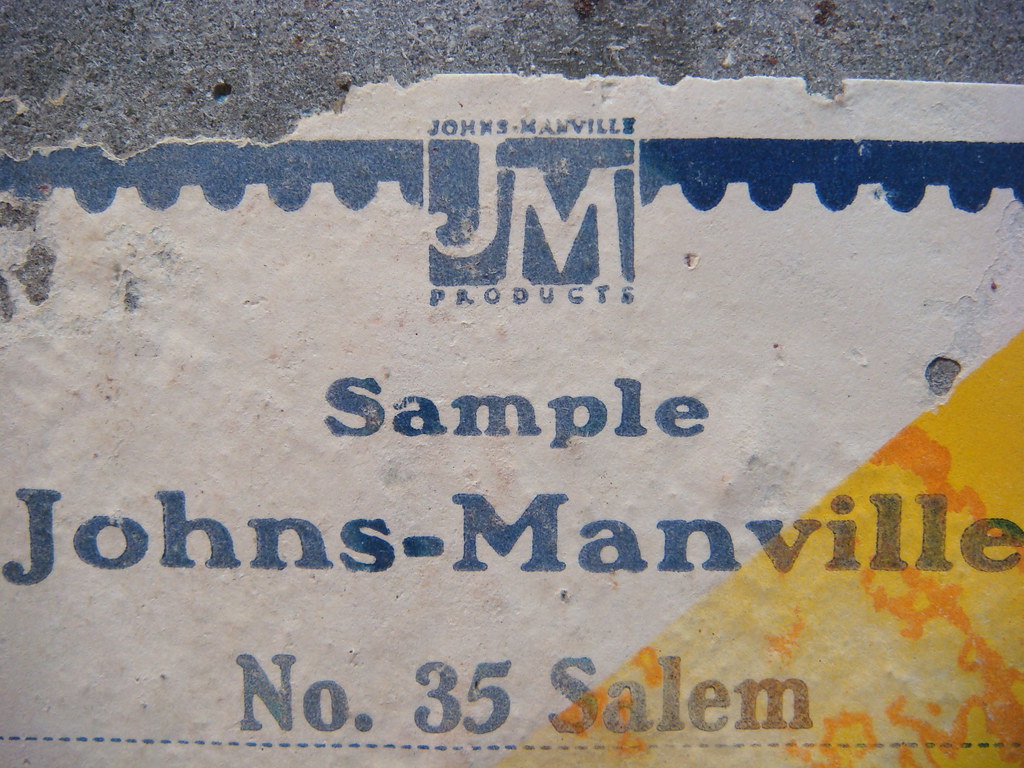 JOHNS-MANVILLE
JM
PRODUCTS
Sample
Johns-Manville
No. 35 Salem